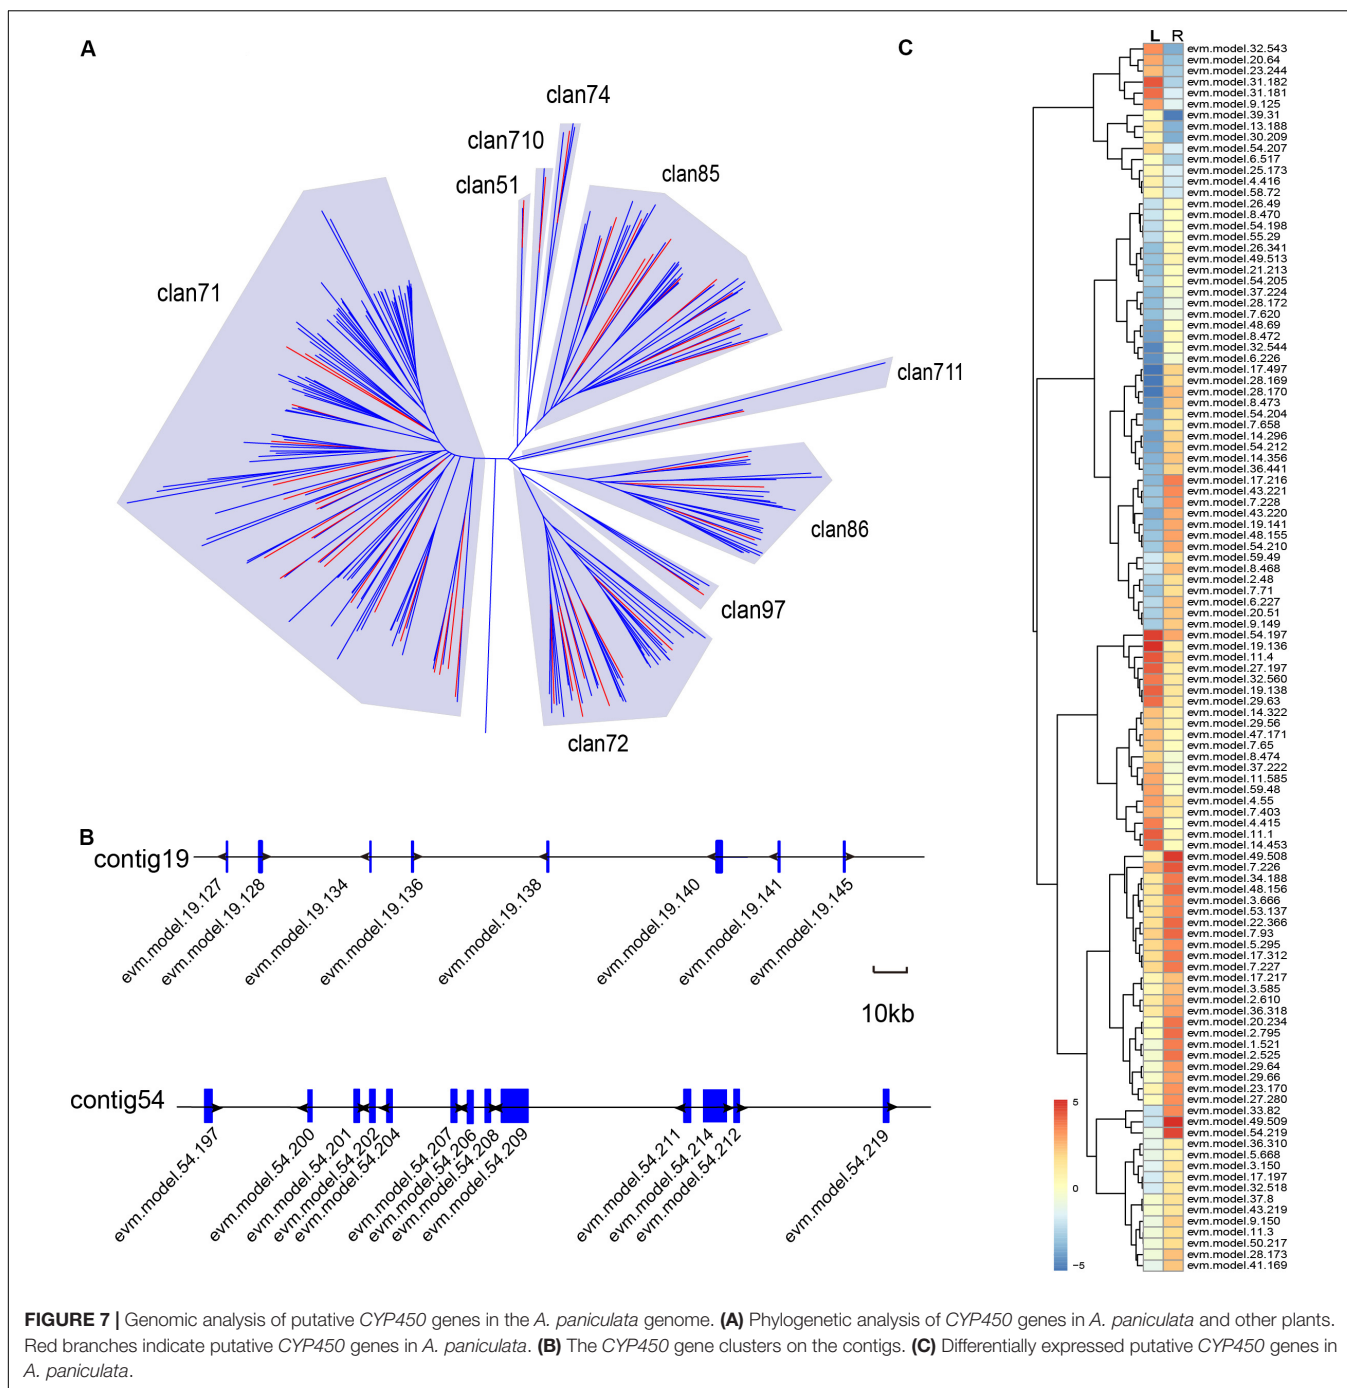 A
clan74
clan710
clan51
clan85
clan71
clan711
clan86
clan97
clan72
B
contig19
evm.model.19.127
evm.model.19.128
evm.model.19.134
evm.model.19.136
evm.model.19.138
evm.model.19.140
evm.model.19.141
evm.model.19.145
10kb
contig54
evm.model.54.197
evm.model.54.200
evm.model.54.201
evm.model.54.202
evm.model.54.204
evm.model.54.207
evm.model.54.206
evm.model.54.208
evm.model.54.209
evm.model.54.211
evm.model.54.214
evm.model.54.212
evm.model.54.219
C
L R
evm.model.32.543
evm.model.20.64
evm.model.23.244
evm.model.31.182
evm.model.31.181
evm.model.9.125
evm.model.39.31
evm.model.13.188
evm.model.30.209
evm.model.54.207
evm.model.6.517
evm.model.25.173
evm.model.4.416
evm.model.58.72
evm.model.26.49
evm.model.8.470
evm.model.54.198
evm.model.55.29
evm.model.26.341
evm.model.49.513
evm.model.21.213
evm.model.54.205
evm.model.37.224
evm.model.28.172
evm.model.7.620
evm.model.48.69
evm.model.8.472
evm.model.32.544
evm.model.6.226
evm.model.17.497
evm.model.28.169
evm.model.28.170
evm.model.8.473
evm.model.54.204
evm.model.7.658
evm.model.14.296
evm.model.54.212
evm.model.14.356
evm.model.36.441
evm.model.17.216
evm.model.43.221
evm.model.7.228
evm.model.43.220
evm.model.19.141
evm.model.48.155
evm.model.54.210
evm.model.59.49
evm.model.8.468
evm.model.2.48
evm.model.7.71
evm.model.6.227
evm.model.20.51
evm.model.9.149
evm.model.54.197
evm.model.19.136
evm.model.11.4
evm.model.27.197
evm.model.32.560
evm.model.19.138
evm.model.29.63
evm.model.14.322
evm.model.29.56
evm.model.47.171
evm.model.7.65
evm.model.8.474
evm.model.37.222
evm.model.11.585
evm.model.59.48
evm.model.4.55
evm.model.7.403
evm.model.4.415
evm.model.11.1
evm.model.14.453
evm.model.49.508
evm.model.7.226
evm.model.34.188
evm.model.48.156
evm.model.3.666
evm.model.53.137
evm.model.22.366
evm.model.7.93
evm.model.5.295
evm.model.17.312
evm.model.7.227
evm.model.17.217
evm.model.3.585
evm.model.2.610
evm.model.36.318
evm.model.20.234
evm.model.2.795
evm.model.1.521
evm.model.2.525
evm.model.29.64
evm.model.29.66
evm.model.23.170
evm.model.27.280
evm.model.33.82
evm.model.49.509
evm.model.54.219
evm.model.36.310
evm.model.5.668
evm.model.3.150
evm.model.17.197
evm.model.32.518
evm.model.37.8
evm.model.43.219
evm.model.9.150
evm.model.11.3
evm.model.50.217
evm.model.28.173
evm.model.41.169
5
0
−5
FIGURE 7 | Genomic analysis of putative CYP450 genes in the A. paniculata genome. (A) Phylogenetic analysis of CYP450 genes in A. paniculata and other plants.
Red branches indicate putative CYP450 genes in A. paniculata. (B) The CYP450 gene clusters on the contigs. (C) Differentially expressed putative CYP450 genes in
A. paniculata.